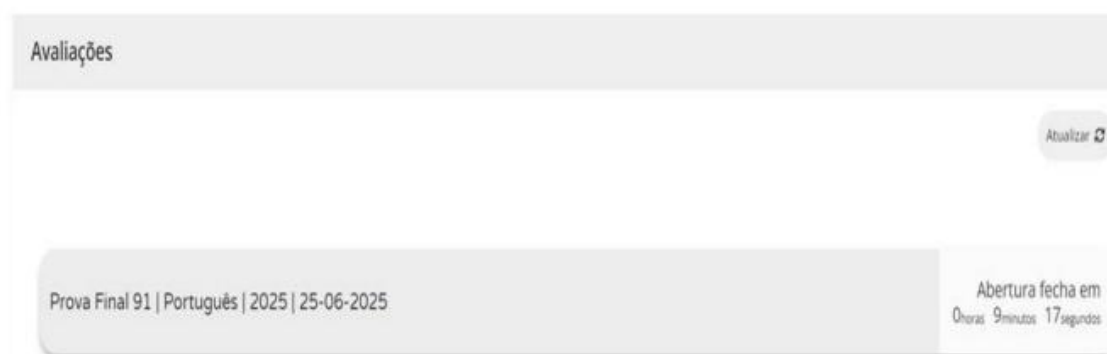 Avaliações
Atualizar
Prova Final 91 | Português | 2025 | 25-06-2025
Abertura fecha em
0horas 9minutos 17segundos